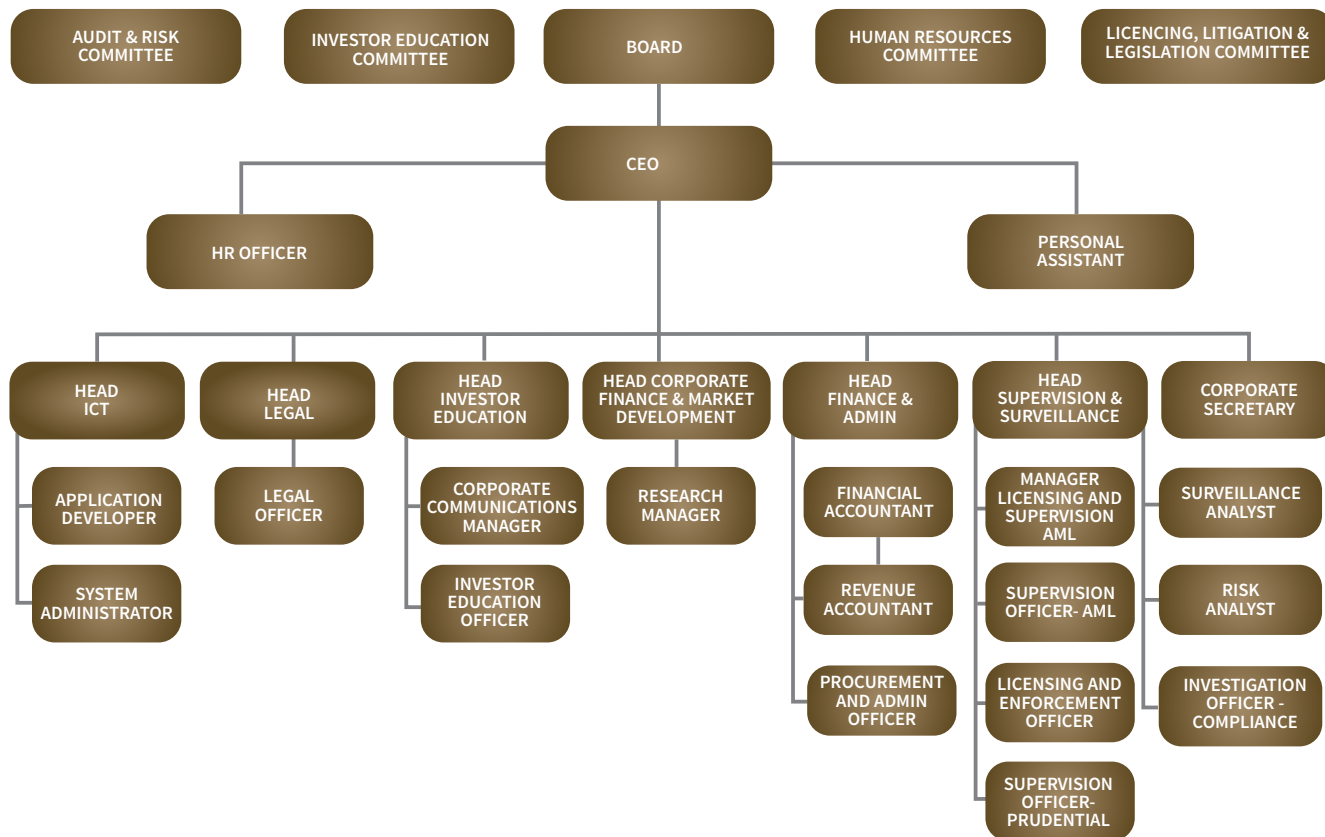 AUDIT & RISK
COMMITTEE
INVESTOR EDUCATION
COMMITTEE
BOARD
HUMAN RESOURCES
COMMITTEE
LICENCING, LITIGATION &
LEGISLATION COMMITTEE
CEO
HR OFFICER
PERSONAL
ASSISTANT
HEAD
ICT
HEAD
LEGAL
HEAD
INVESTOR
EDUCATION
HEAD CORPORATE
FINANCE & MARKET
DEVELOPMENT
HEAD
FINANCE &
ADMIN
HEAD
SUPERVISION &
SURVEILLANCE
CORPORATE
SECRETARY
APPLICATION
DEVELOPER
LEGAL
OFFICER
CORPORATE
COMMUNICATIONS
MANAGER
RESEARCH
MANAGER
FINANCIAL
ACCOUNTANT
MANAGER
LICENSING AND
SUPERVISION
AML
SURVEILLANCE
ANALYST
SYSTEM
ADMINISTRATOR
INVESTOR
EDUCATION
OFFICER
REVENUE
ACCOUNTANT
SUPERVISION
OFFICER- AML
RISK
ANALYST
PROCUREMENT
AND ADMIN
OFFICER
LICENSING AND
ENFORCEMENT
OFFICER
INVESTIGATION
OFFICER -
COMPLIANCE
SUPERVISION
OFFICER-
PRUDENTIAL